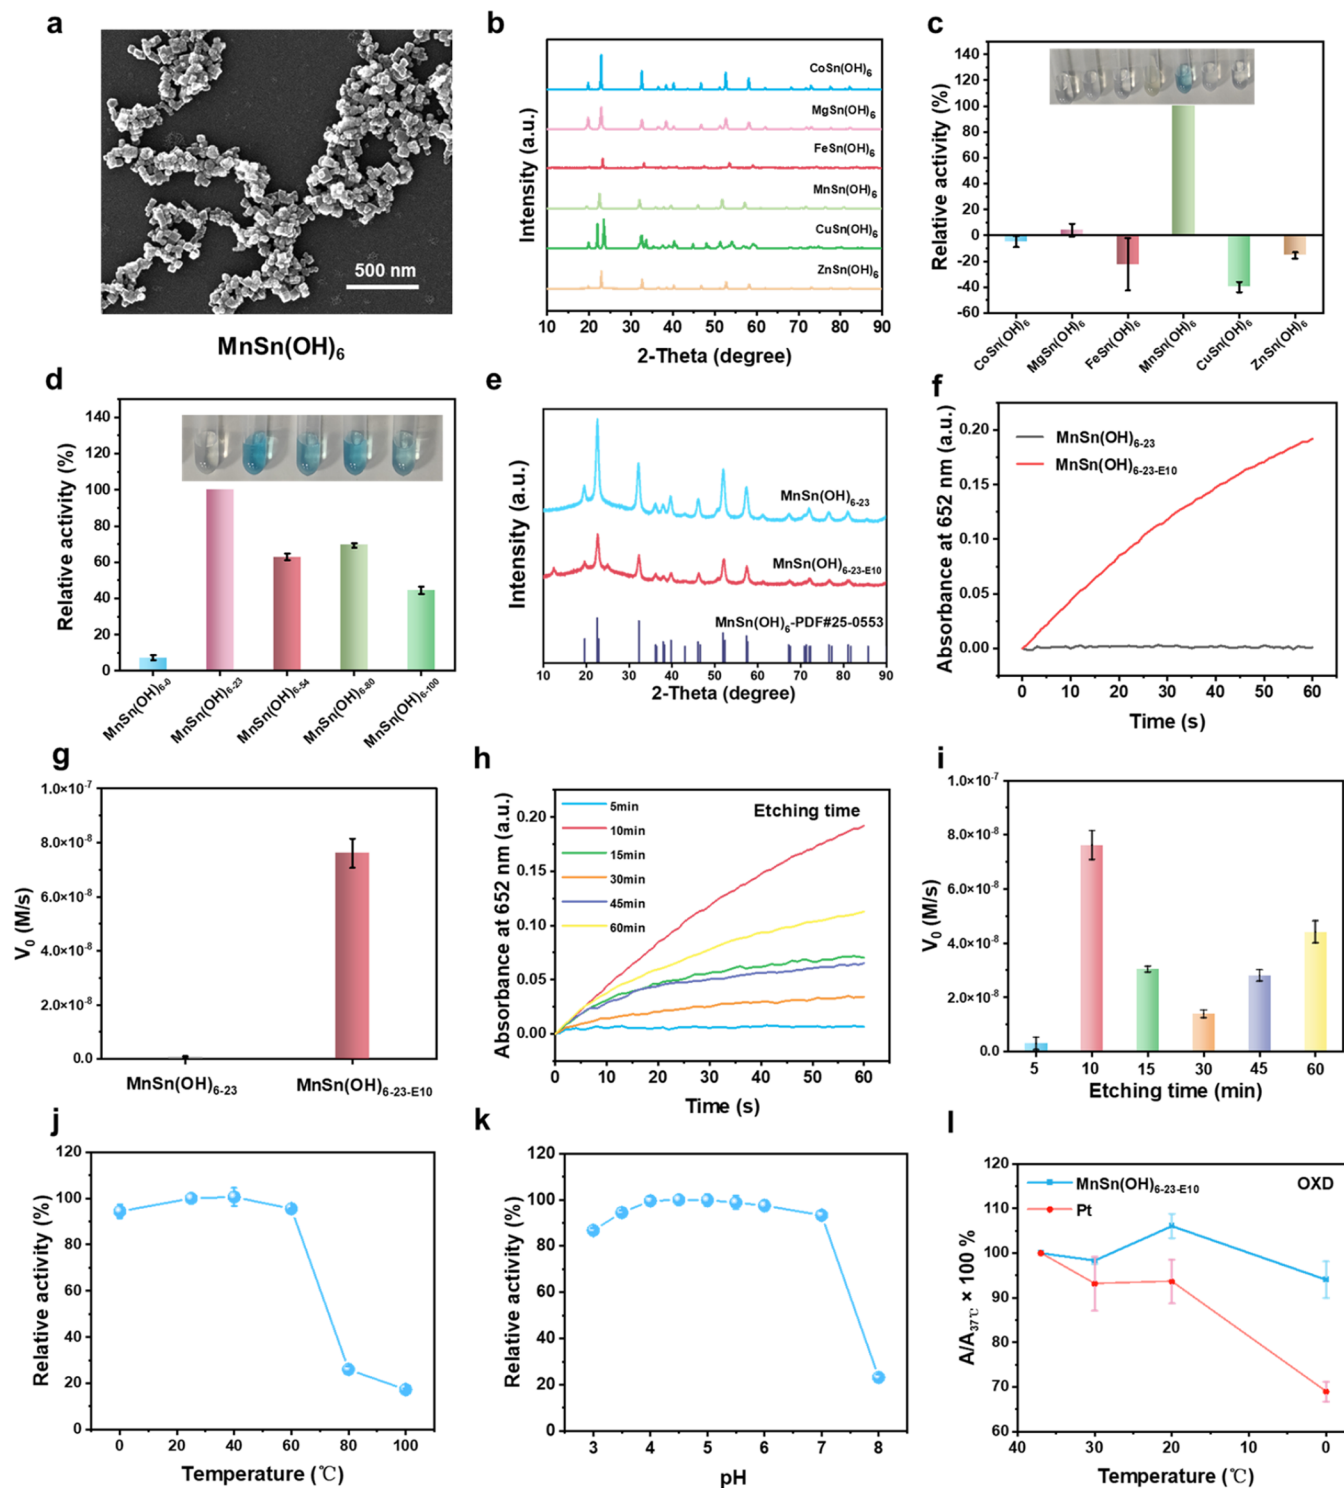 a
500 nm
MnSn(OH)₆
b
Intensity (a.u.)
CoSn(OH)₆
MgSn(OH)₆
FeSn(OH)₆
MnSn(OH)₆
CuSn(OH)₆
ZnSn(OH)₆
10 20 30 40 50 60 70 80 90
2-Theta (degree)
c
Relative activity (%)
140
120
100
80
60
40
20
0
-20
-40
-60
CoSn(OH)₆
MgSn(OH)₆
FeSn(OH)₆
MnSn(OH)₆
CuSn(OH)₆
ZnSn(OH)₆
d
Relative activity (%)
140
120
100
80
60
40
20
0
MnSn(OH)₆₋₀
MnSn(OH)₆₋₂₃
MnSn(OH)₆₋₅₄
MnSn(OH)₆₋₈₀
MnSn(OH)₆₋₁₀₀
e
Intensity (a.u.)
MnSn(OH)₆₋₂₃
MnSn(OH)₆₋₂₃₋E₁₀
MnSn(OH)₆-PDF#25-0553
10 20 30 40 50 60 70 80 90
2-Theta (degree)
f
Absorbance at 652 nm (a.u.)
MnSn(OH)₆₋₂₃
MnSn(OH)₆₋₂₃₋E₁₀
0.20
0.15
0.10
0.05
0.00
0 10 20 30 40 50 60
Time (s)
g
V₀ (M/s)
1.0×10⁻⁷
8.0×10⁻⁸
6.0×10⁻⁸
4.0×10⁻⁸
2.0×10⁻⁸
0.0
MnSn(OH)₆₋₂₃
MnSn(OH)₆₋₂₃₋E₁₀
h
Absorbance at 652 nm (a.u.)
Etching time
5min
10min
15min
30min
45min
60min
0.20
0.15
0.10
0.05
0.00
0 10 20 30 40 50 60
Time (s)
i
V₀ (M/s)
1.0×10⁻⁷
8.0×10⁻⁸
6.0×10⁻⁸
4.0×10⁻⁸
2.0×10⁻⁸
0.0
5 10 15 30 45 60
Etching time (min)
j
Relative activity (%)
120
100
80
60
40
20
0
0 20 40 60 80 100
Temperature (℃)
k
Relative activity (%)
120
100
80
60
40
20
0
3 4 5 6 7 8
pH
l
A/A₃₇℃ × 100 %
MnSn(OH)₆₋₂₃₋E₁₀
Pt
OXD
120
110
100
90
80
70
60
40 30 20 10 0
Temperature (℃)